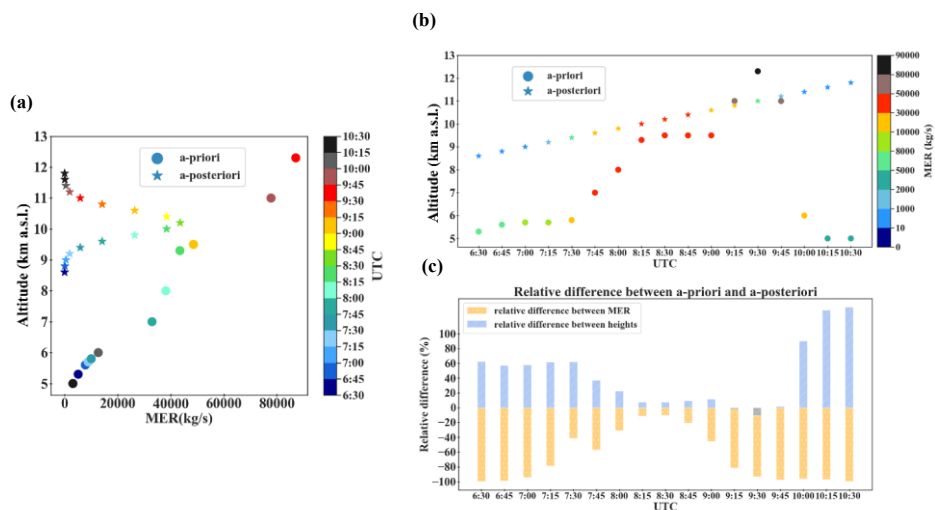 (a)
Altitude (km a.s.l.)
13
12
11
10
9
8
7
6
5
a-priori
a-posteriori
0 20000 40000 60000 80000
MER(kg/s)
10:30
10:15
10:00
9:45
9:30
9:15
9:00
8:45
8:30
8:15
8:00
7:45
7:30
7:15
7:00
6:45
6:30
UTC
(b)
Altitude (km a.s.l.)
13
12
11
10
9
8
7
6
5
a-priori
a-posteriori
6:30 6:45 7:00 7:15 7:30 7:45 8:00 8:15 8:30 8:45 9:00 9:15 9:30 9:45 10:00 10:15 10:30
UTC
90000
80000
50000
30000
10000
8000
5000
2000
1000
10
0
MER (kg/s)
(c)
Relative difference between a-priori and a-posteriori
relative difference between MER
relative difference between heights
Relative difference (%)
100
80
60
40
20
0
−20
−40
−60
−80
−100
6:30 6:45 7:00 7:15 7:30 7:45 8:00 8:15 8:30 8:45 9:00 9:15 9:30 9:45 10:00 10:15 10:30
UTC